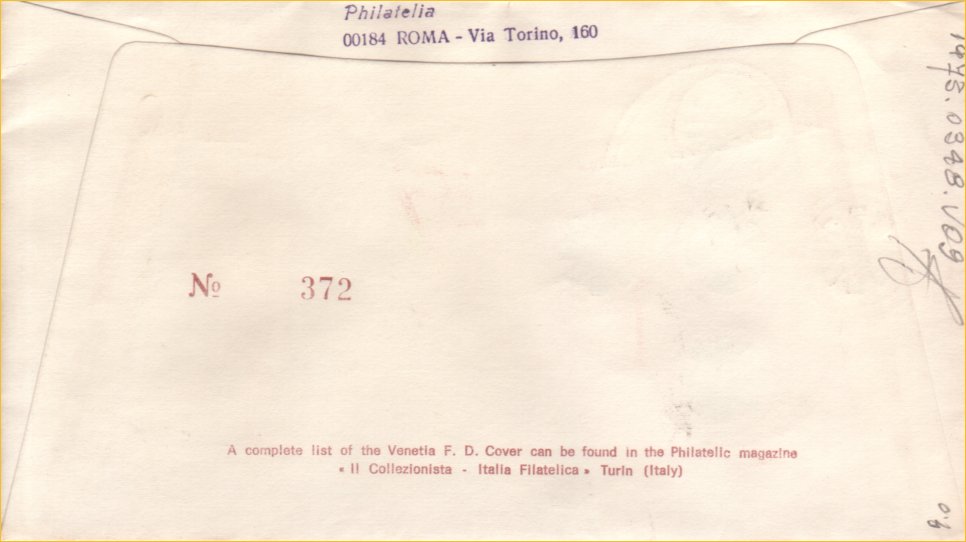 Philatelia
00184 ROMA - Via Torino, 160
1973.0348.V09
№ 372
A complete list of the Venetia F. D. Cover can be found in the Philatelic magazine
« Il Collezionista - Italia Filatelica » Turin (Italy)